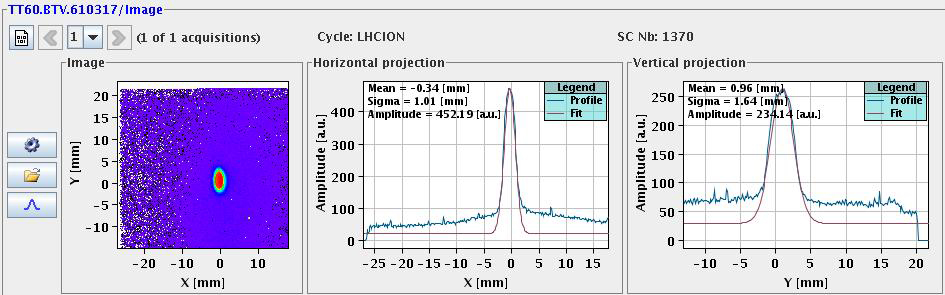 TT60.BTV.610317/Image
1 (1 of 1 acquisitions) Cycle: LHCION SC Nb: 1370
Image
20
15
10
5
0
-5
-10
Y [mm]
-20 -10 0 10
X [mm]
Horizontal projection
Mean = -0.34 [mm]
Sigma = 1.01 [mm]
Amplitude = 452.19 [a.u.]
Legend
Profile
Fit
400
300
200
100
0
Amplitude [a.u.]
-25 -20 -15 -10 -5 0 5 10 15
X [mm]
Vertical projection
Mean = 0.96 [mm]
Sigma = 1.64 [mm]
Amplitude = 234.14 [a.u.]
Legend
Profile
Fit
250
200
150
100
50
0
Amplitude [a.u.]
-10 -5 0 5 10 15 20
Y [mm]